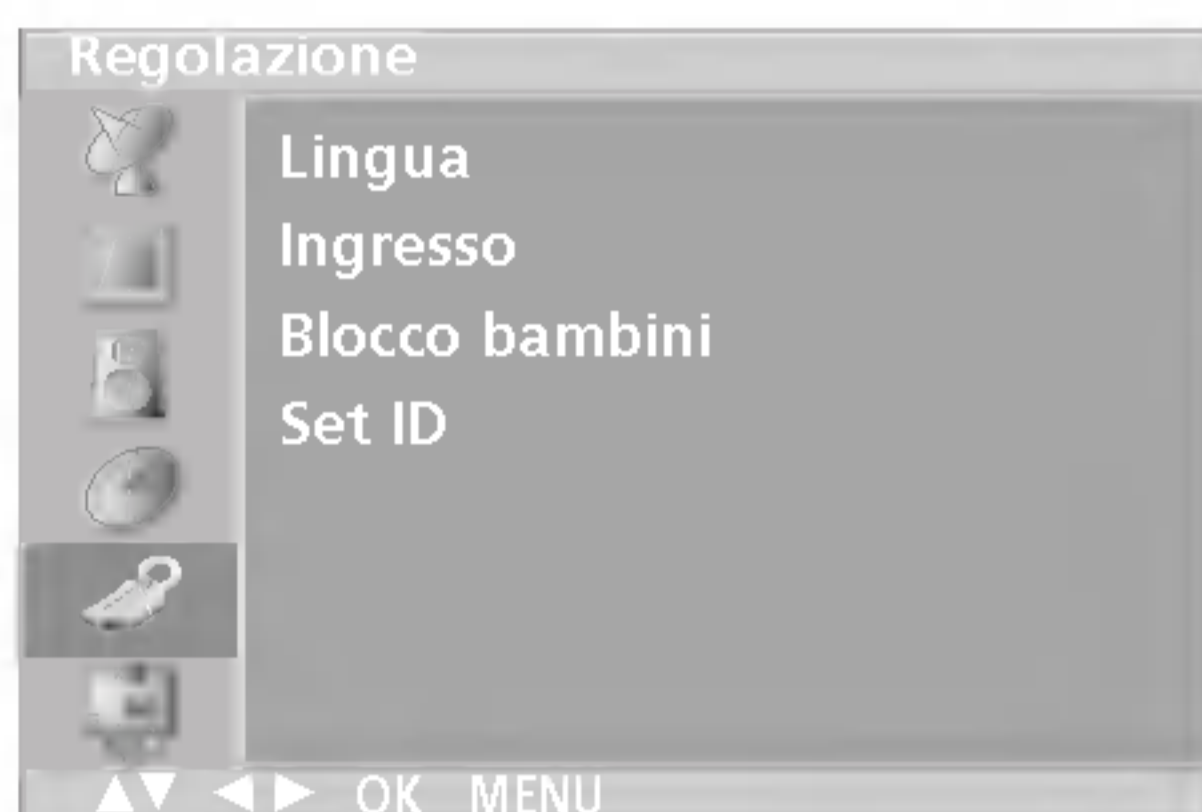 Regolazione
Lingua
Ingresso
Blocco bambini
Set ID
▲▼ ◀ ▶ OK MENU